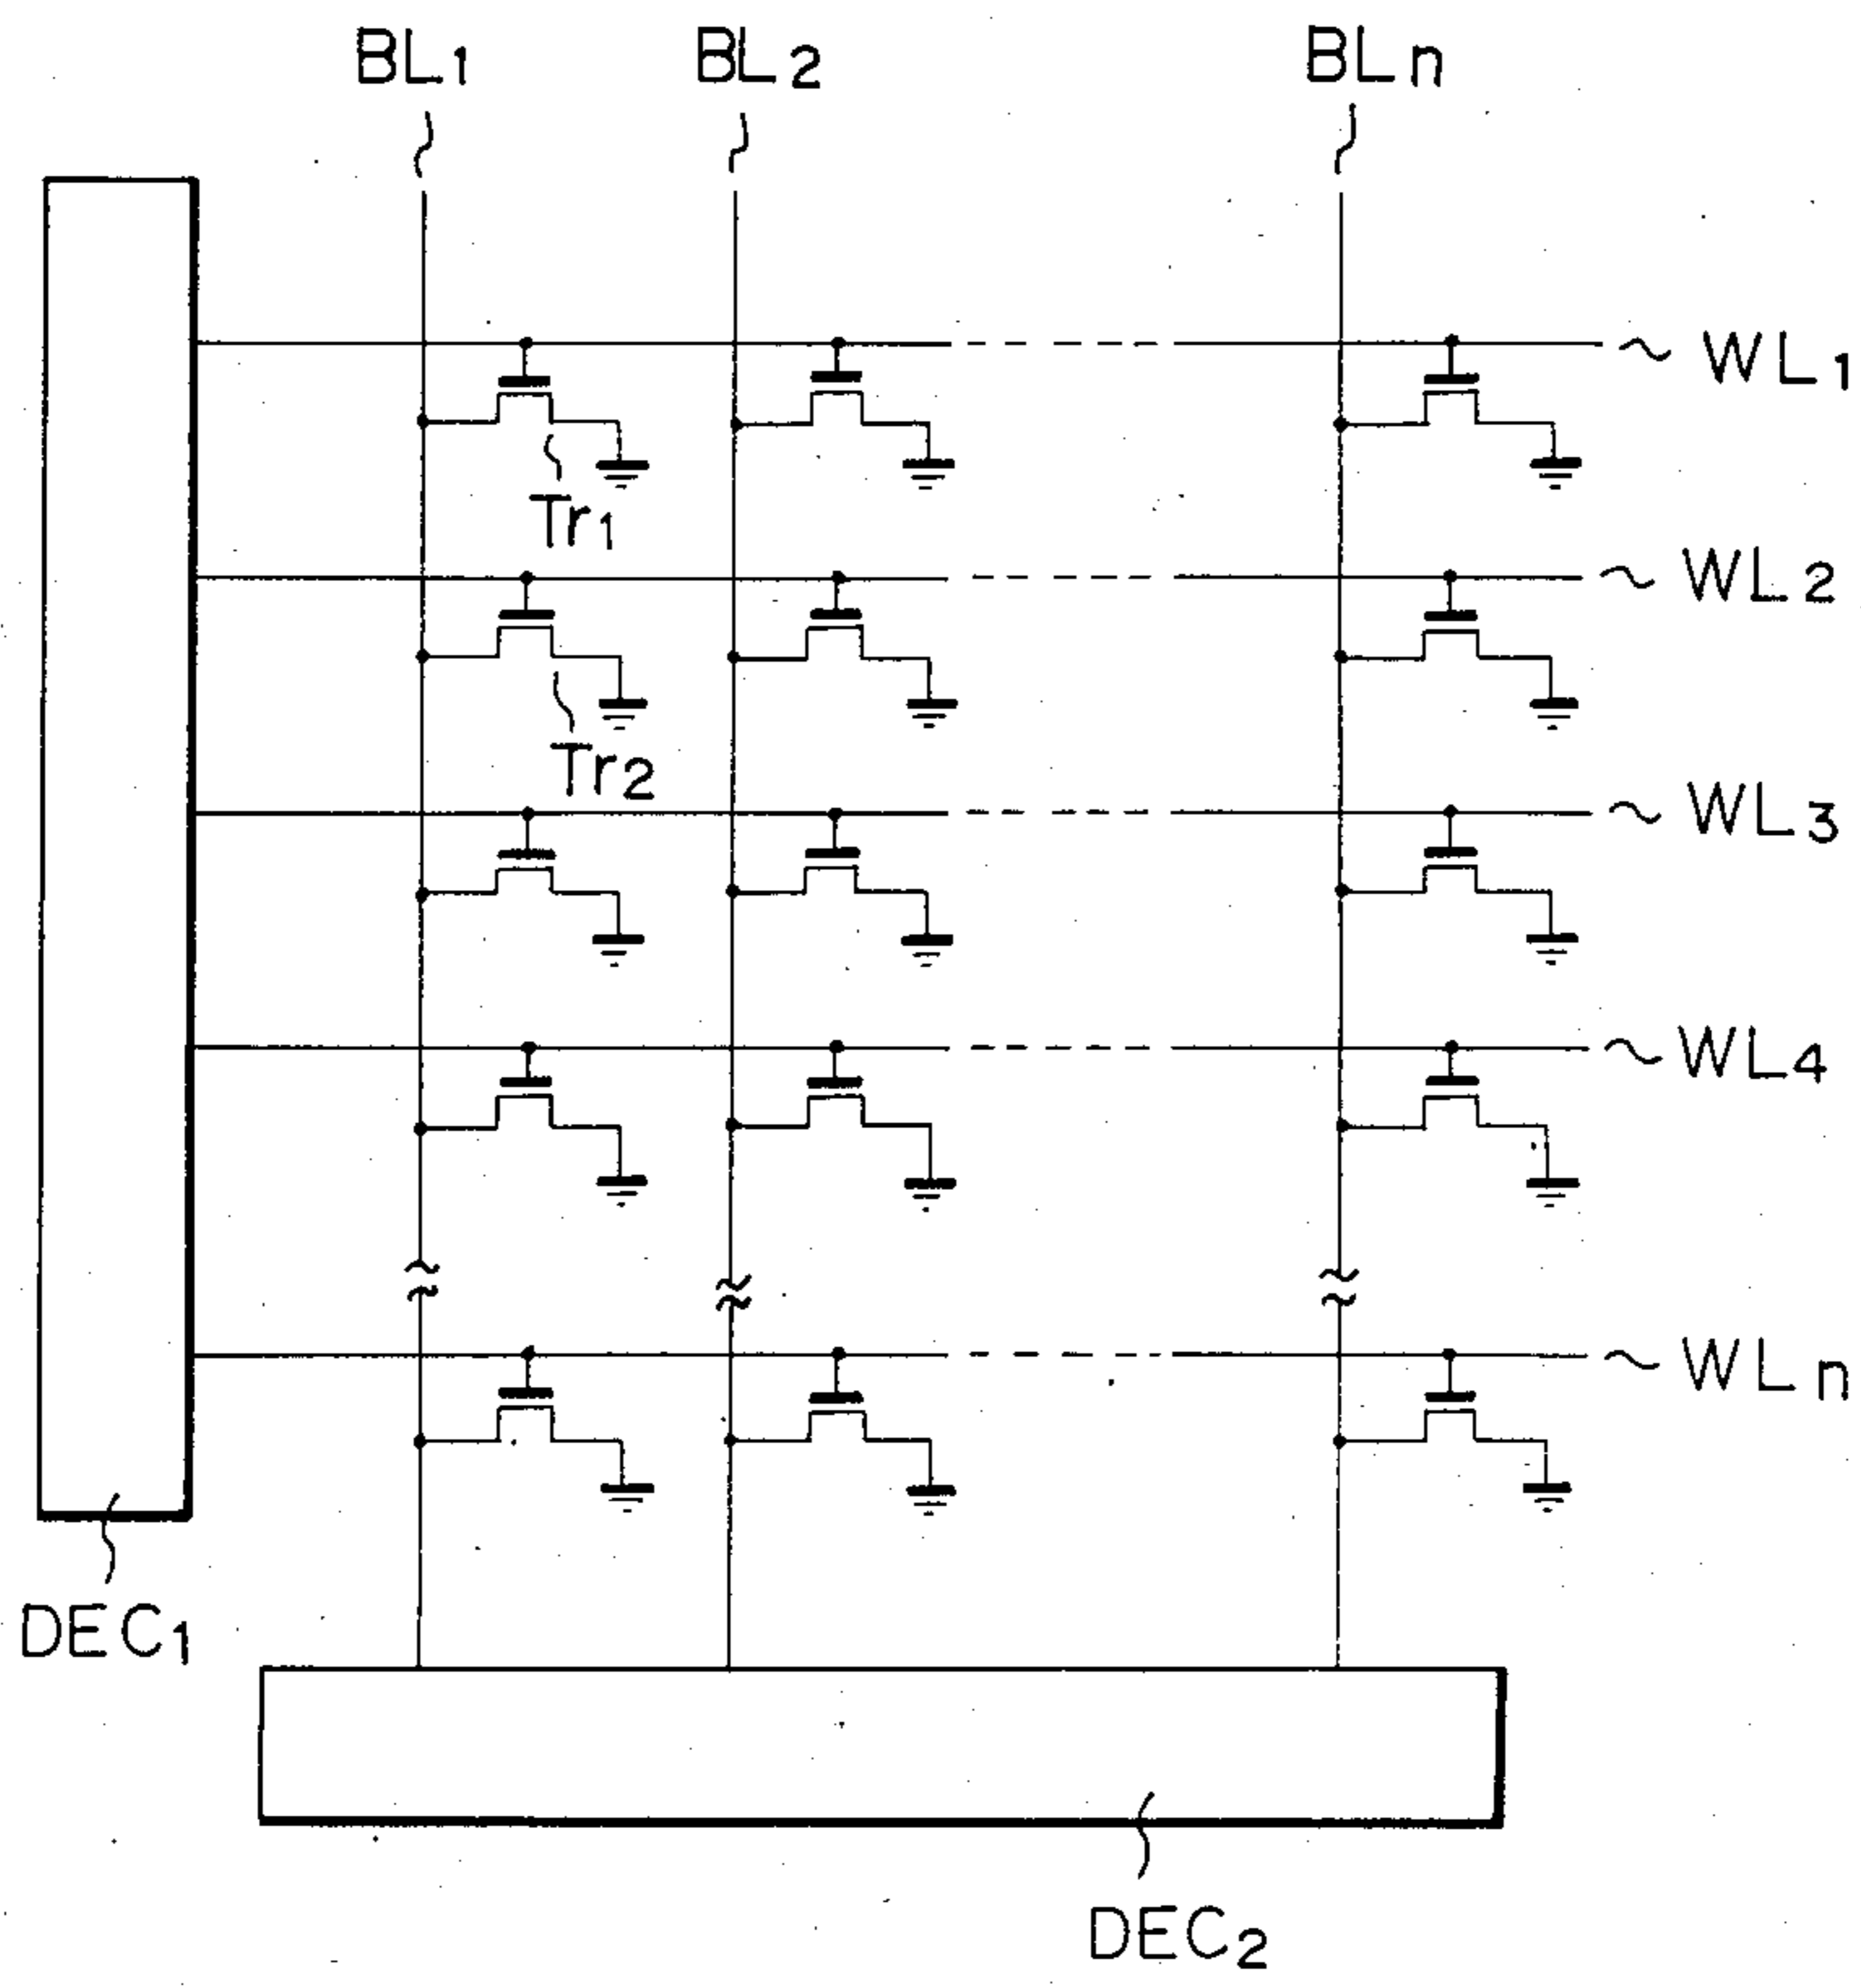 BL1 BL2 BLn
WL1
Tr1
WL2
Tr2
WL3
WL4
WLn
DEC1
DEC2